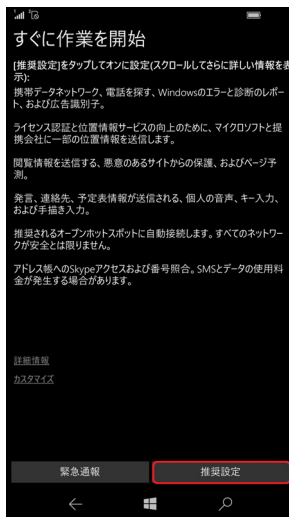 すぐに作業を開始
[推奨設定]をタップしてオンに設定(スクロールしてさらに詳しい情報を表
示):
携帯データネットワーク、電話を探す、Windowsのエラーと診断のレポー
ト、および広告識別子。
ライセンス認証と位置情報サービスの向上のために、マイクロソフトと提
携会社に一部の位置情報を送信します。
閲覧情報を送信する、悪意のあるサイトからの保護、およびページ予
測。
発言、連絡先、予定表情報が送信される、個人の音声、キー入力、
および手描き入力。
推奨されるオープンホットスポットに自動接続します。すべてのネットワー
クが安全とは限りません。
アドレス帳へのSkypeアクセスおよび番号照合。SMSとデータの使用料
金が発生する場合があります。
詳細情報
カスタマイズ
緊急通報
推奨設定